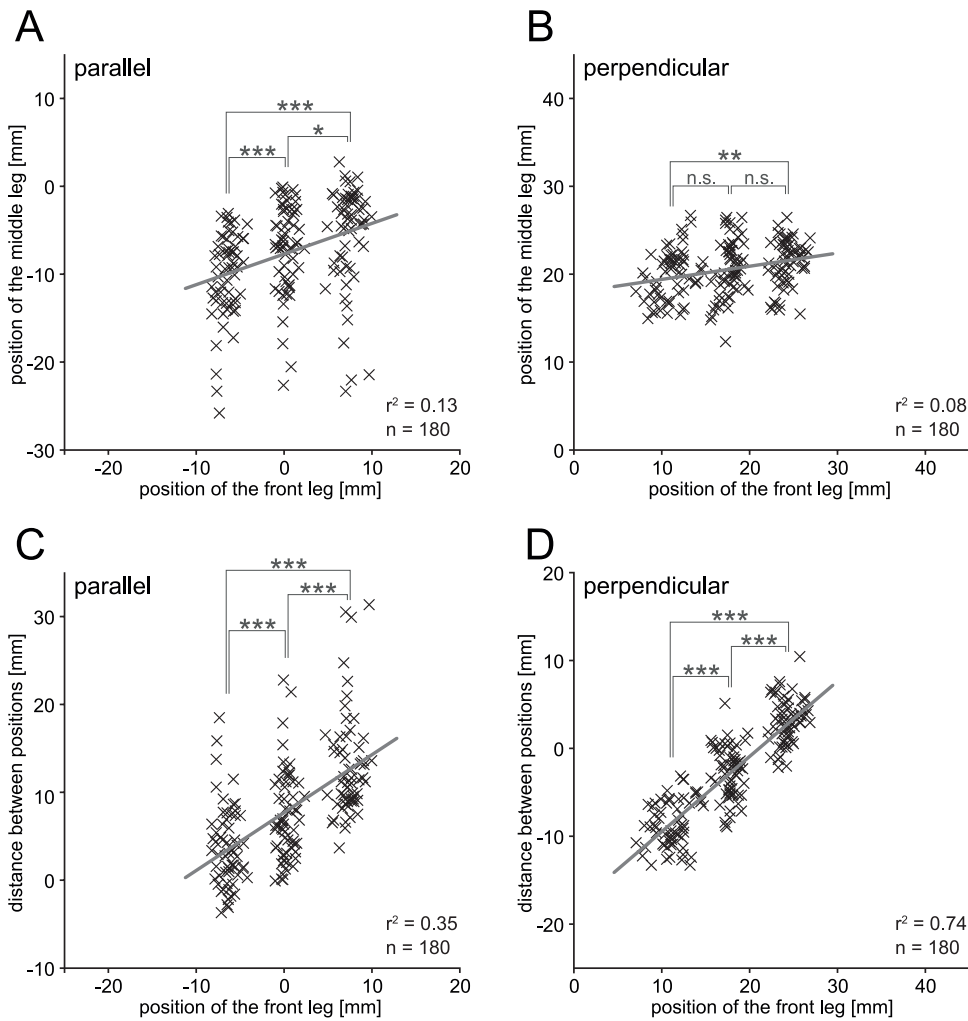 A
parallel
position of the middle leg [mm]
10
0
-10
-20
-30
***
***
*
r² = 0.13
n = 180
-20
-10
0
10
20
position of the front leg [mm]
B
perpendicular
position of the middle leg [mm]
40
30
20
10
0
**
n.s.
n.s.
r² = 0.08
n = 180
0
10
20
30
40
position of the front leg [mm]
C
parallel
distance between positions [mm]
30
20
10
0
-10
***
***
***
r² = 0.35
n = 180
-20
-10
0
10
20
position of the front leg [mm]
D
perpendicular
distance between positions [mm]
20
10
0
-10
-20
***
***
***
r² = 0.74
n = 180
0
10
20
30
40
position of the front leg [mm]